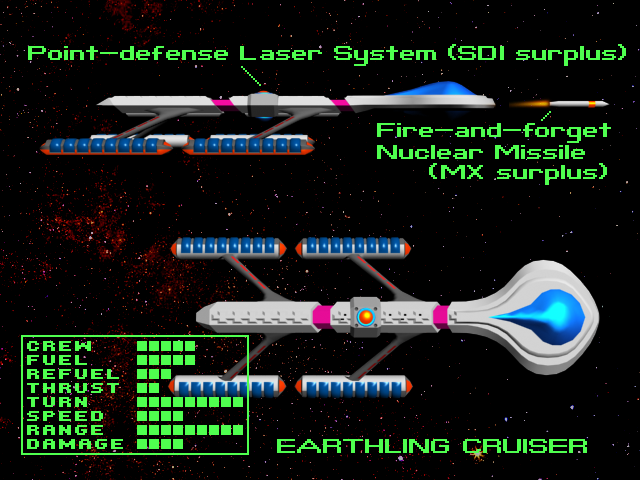 Point-defense Laser System (SDI surplus)
Fire-and-forget
Nuclear Missile
(MX surplus)
CREW
FUEL
REFUEL
THRUST
TURN
SPEED
RANGE
DAMAGE
EARTHLING CRUISER